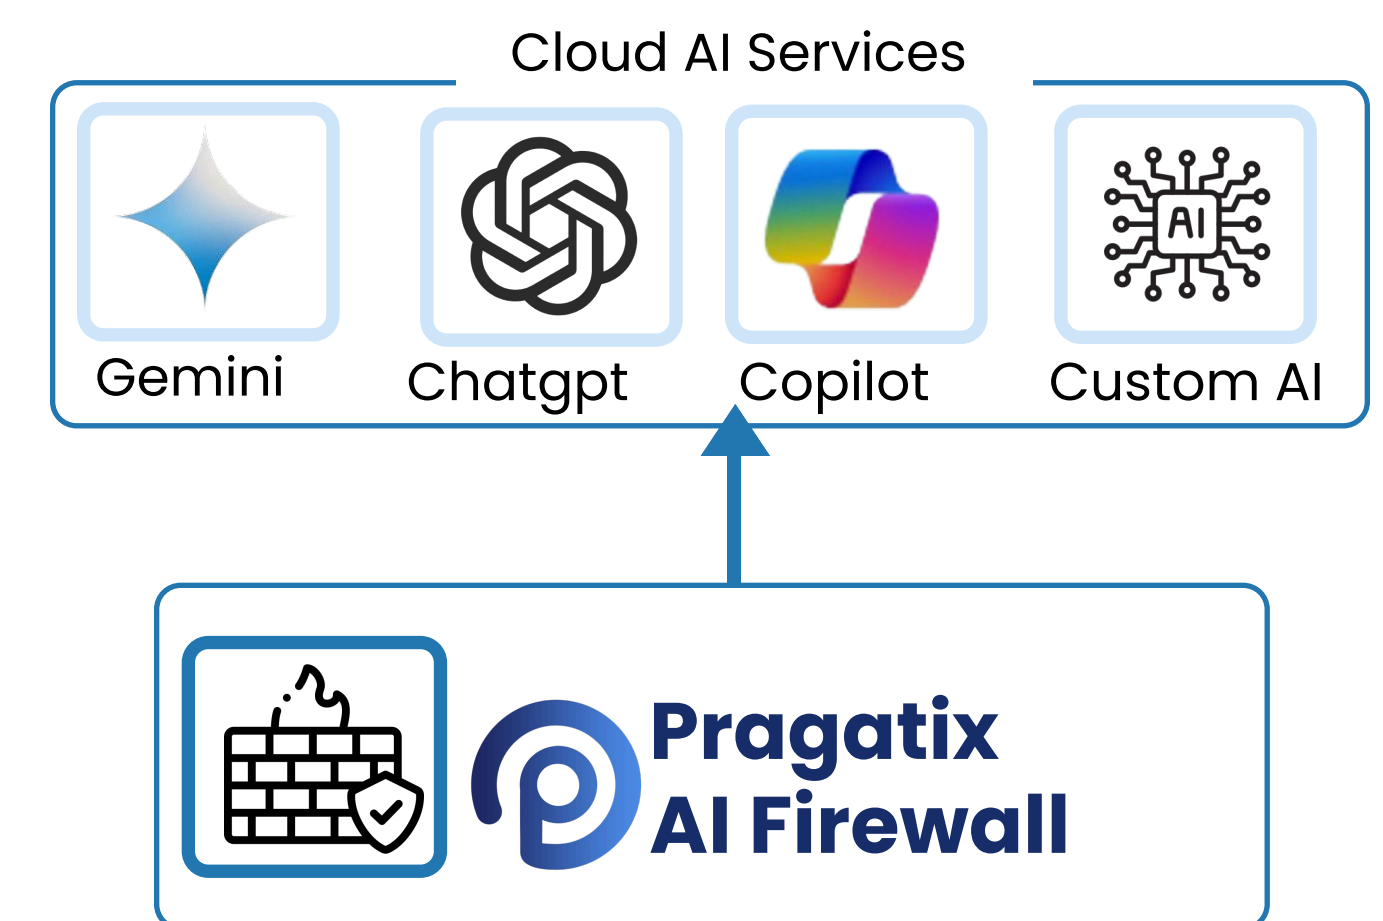 Cloud AI Services
AI
Gemini
Chatgpt
Copilot
Custom AI
Pragatix
AI Firewall